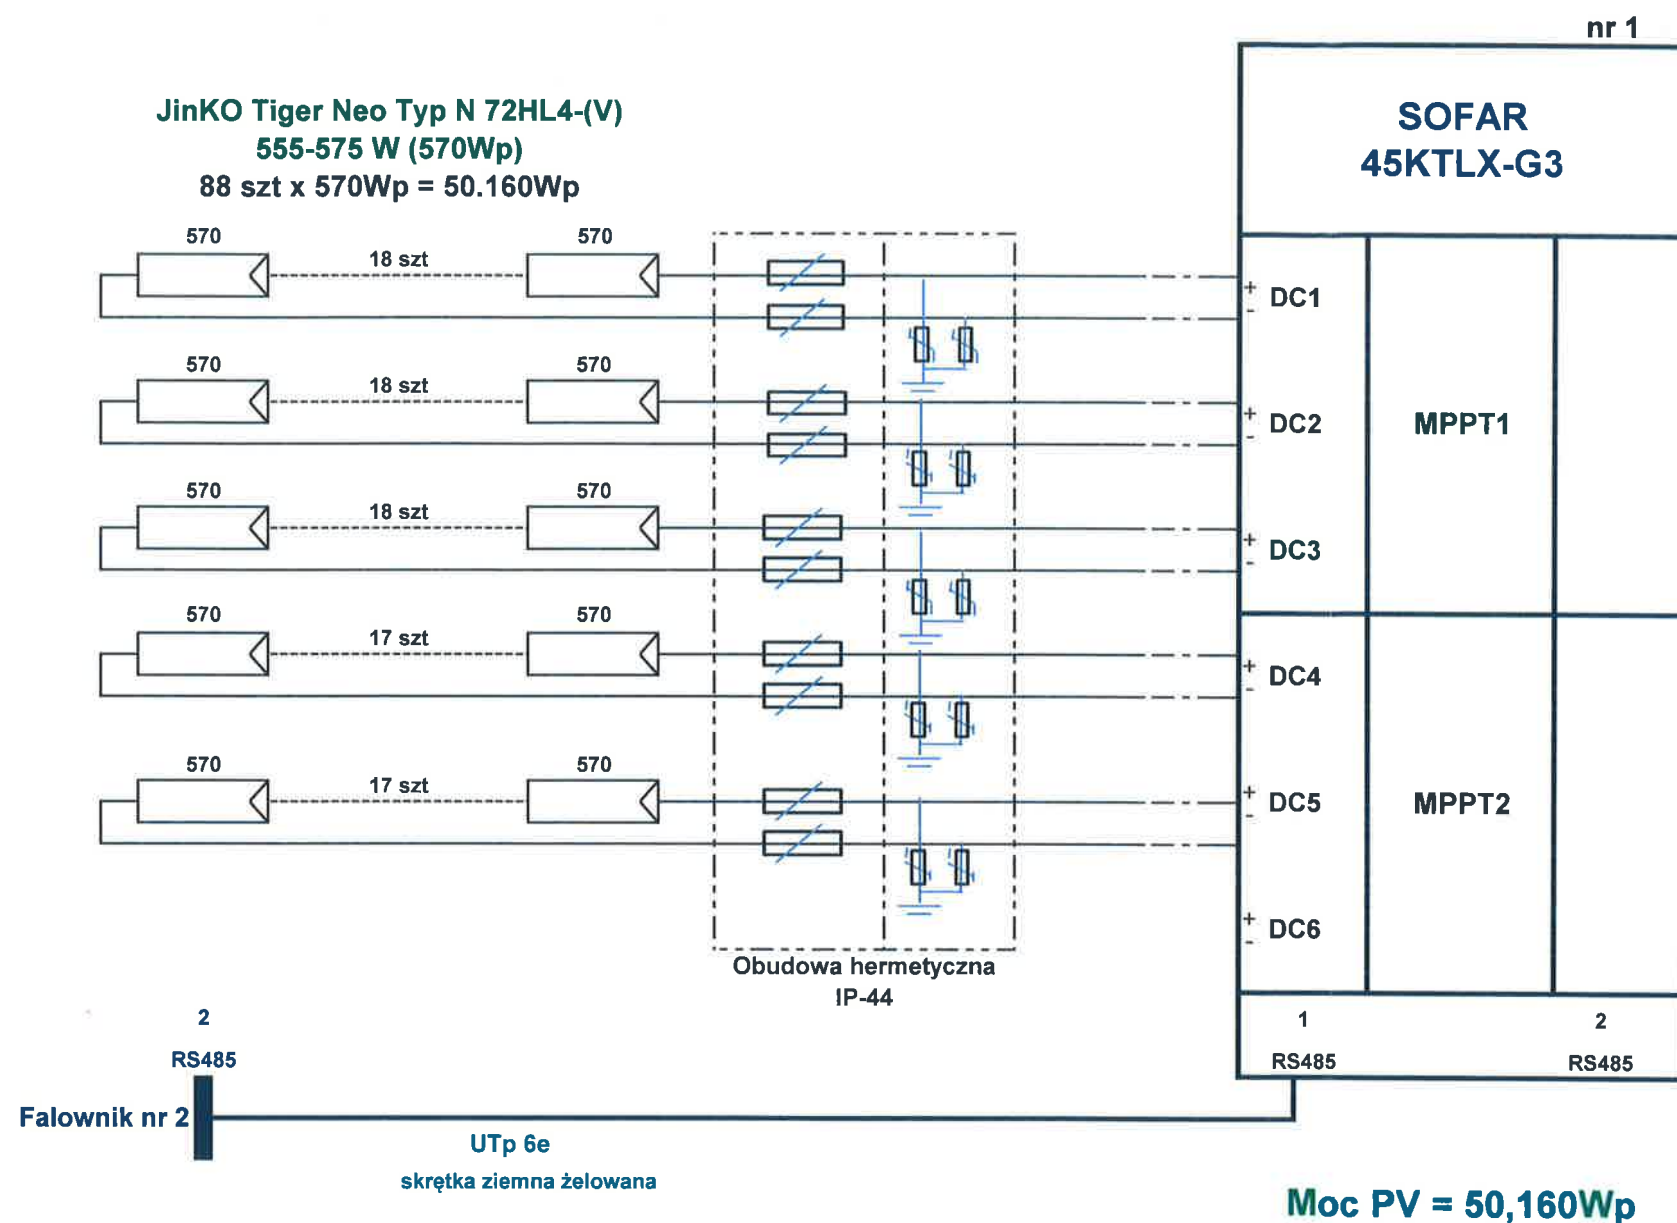 nr 1
JinKO Tiger Neo Typ N 72HL4-(V)
555-575 W (570Wp)
88 szt x 570Wp = 50.160Wp
SOFAR
45KTLX-G3
570
18 szt
570
+
-
DC1
570
18 szt
570
+
-
DC2
MPPT1
570
18 szt
570
+
-
DC3
570
17 szt
570
+
-
DC4
570
17 szt
570
+
-
DC5
MPPT2
+
-
DC6
Obudowa hermetyczna
IP-44
1
RS485
2
RS485
2
RS485
Falownik nr 2
UTp 6e
skrętka ziemna żelowana
Moc PV = 50,160Wp